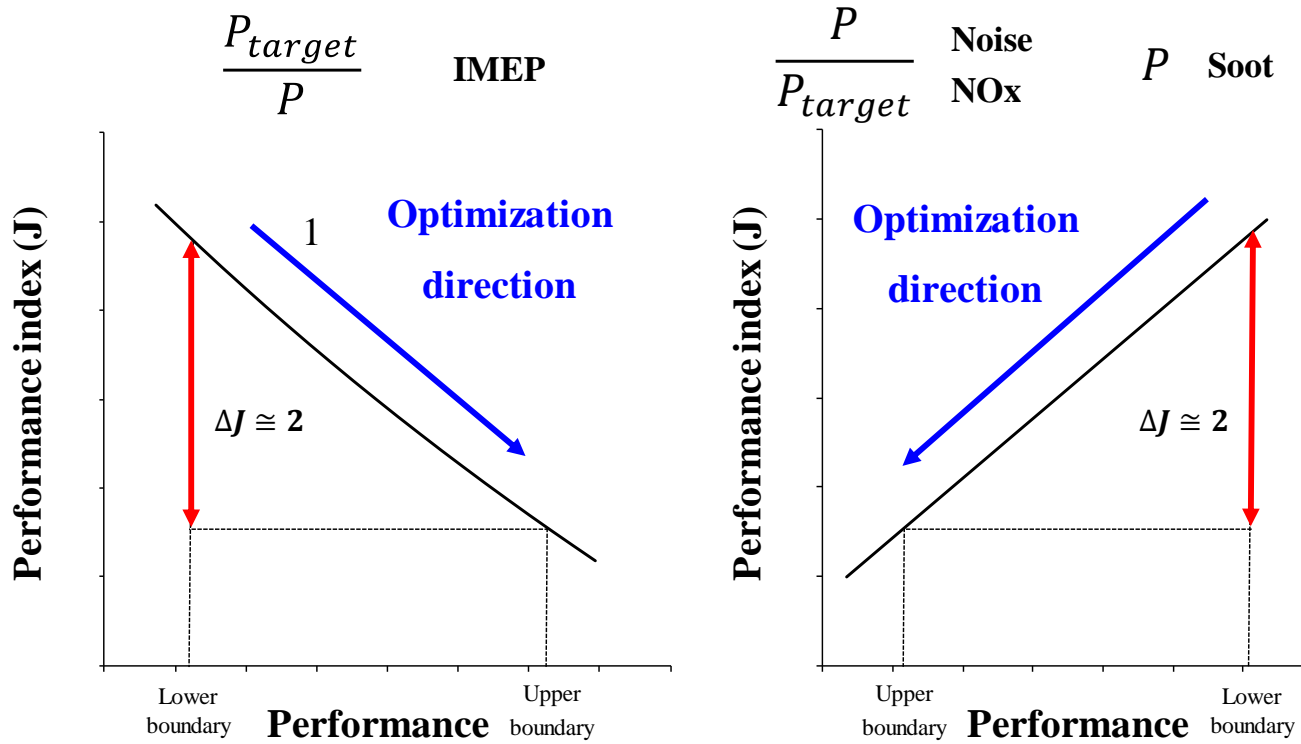 P_target
P
IMEP
P
P_target
Noise
NOx
P
Soot
Performance index (J)
1
Optimization
direction
ΔJ ≅ 2
Lower
boundary
Performance
Upper
boundary
Performance index (J)
Optimization
direction
ΔJ ≅ 2
Upper
boundary
Performance
Lower
boundary